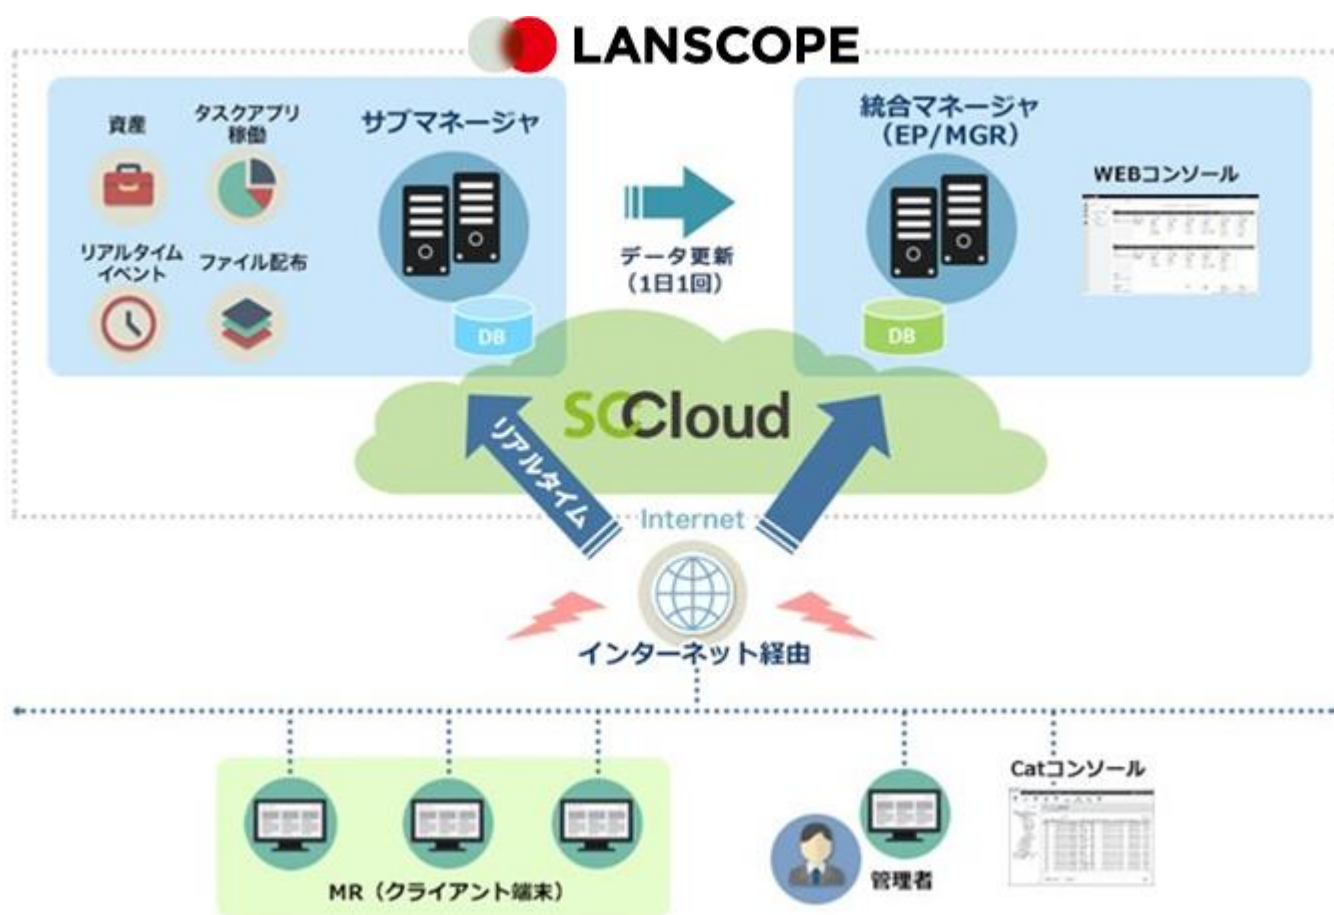 LANSCOPE
資産
タスクアプリ
稼働
サブマネージャ
リアルタイム
イベント
ファイル配布
DB
データ更新
(1日1回)
統合マネージャ
(EP/MGR)
WEBコンソール
DB
SCCloud
リアルタイム
Internet
インターネット経由
MR(クライアント端末)
管理者
Catコンソール